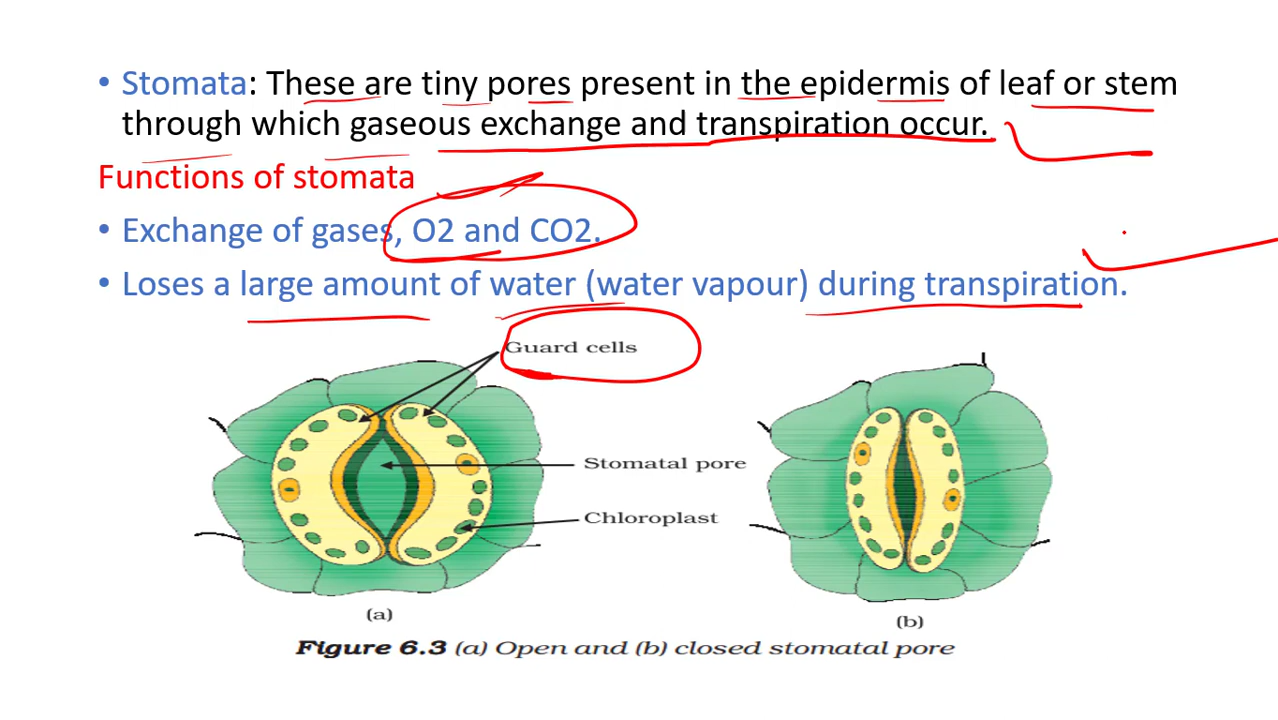 • Stomata: These are tiny pores present in the epidermis of leaf or stem
through which gaseous exchange and transpiration occur.
Functions of stomata
• Exchange of gases, O2 and CO2.
• Loses a large amount of water (water vapour) during transpiration.
Guard cells
Stomatal pore
Chloroplast
(a)
(b)
Figure 6.3 (a) Open and (b) closed stomatal pore